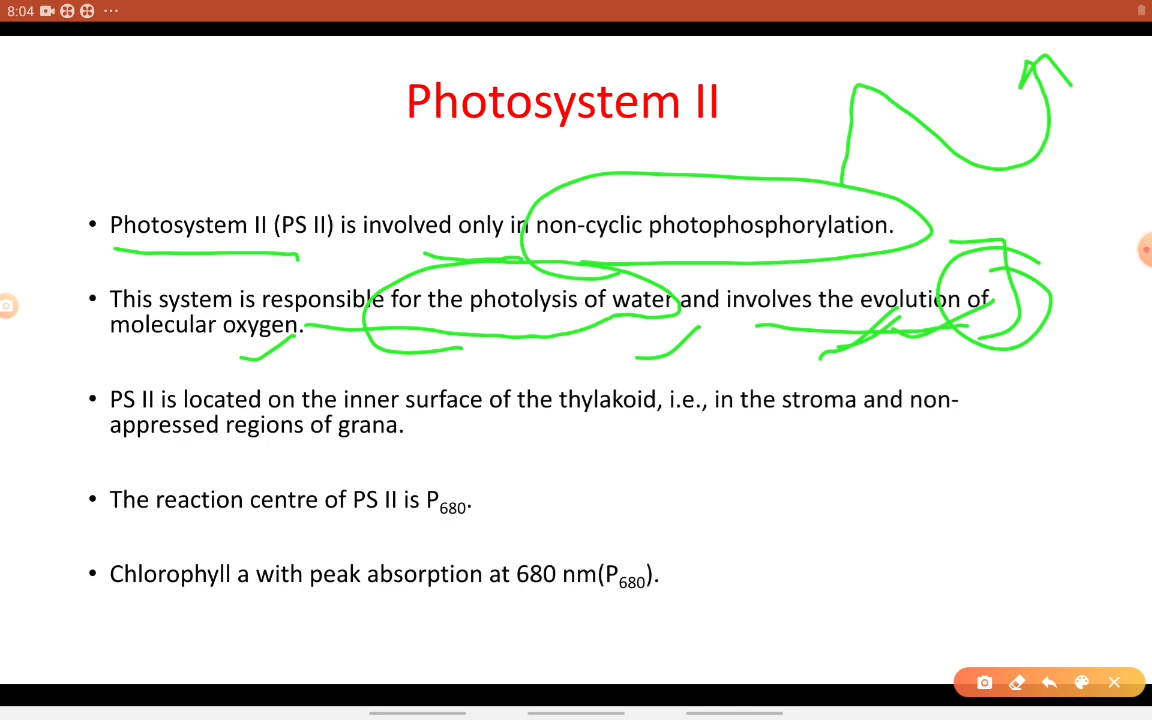 8:04
Photosystem II
• Photosystem II (PS II) is involved only in non-cyclic photophosphorylation.
• This system is responsible for the photolysis of water and involves the evolution of
molecular oxygen.
• PS II is located on the inner surface of the thylakoid, i.e., in the stroma and non-
appressed regions of grana.
• The reaction centre of PS II is P680.
• Chlorophyll a with peak absorption at 680 nm(P680).